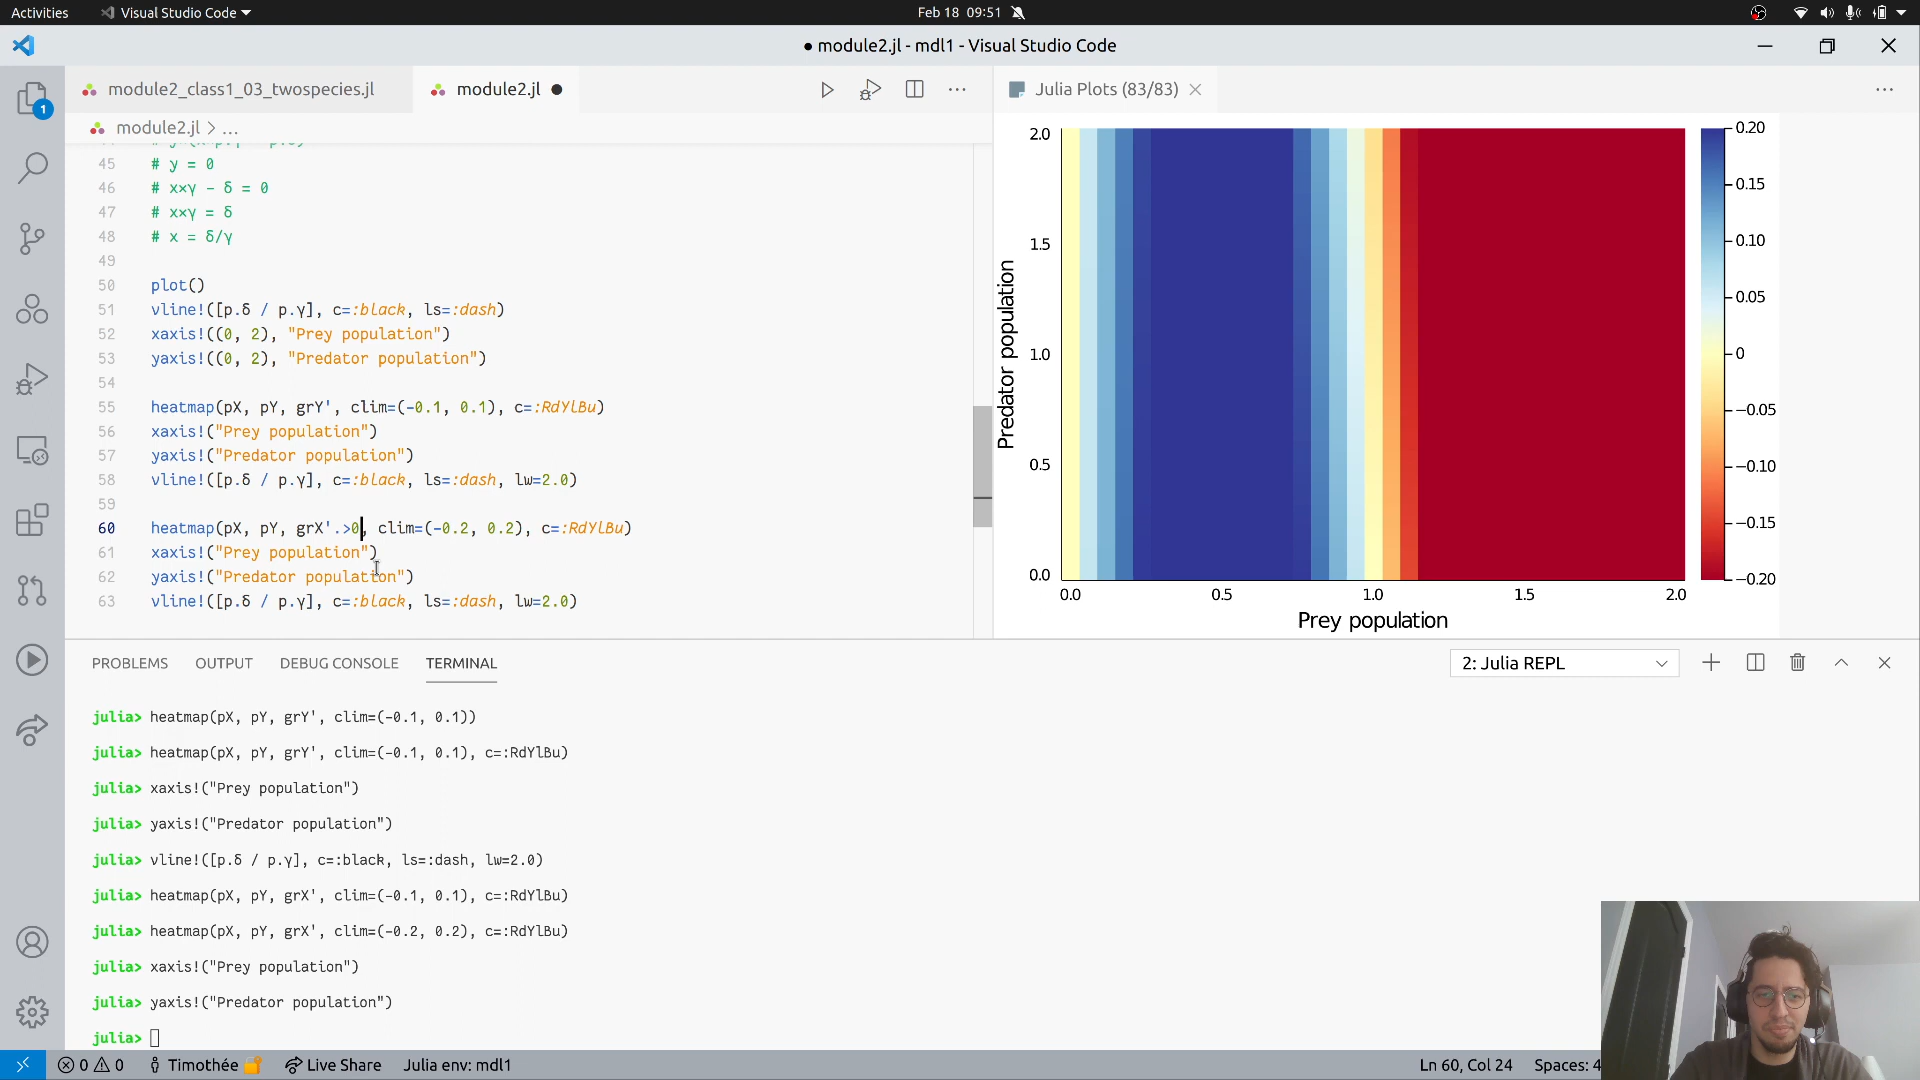 Activities
Visual Studio Code
Feb 18 09:51
● module2.jl - mdl1 - Visual Studio Code
1
module2_class1_03_twospecies.jl
module2.jl
Julia Plots (83/83)
module2.jl > ...
45 # y = 0
46 # x×γ - δ = 0
47 # x×γ = δ
48 # x = δ/γ
49
50 plot()
51 vline!([p.δ / p.γ], c=:black, ls=:dash)
52 xaxis!((0, 2), "Prey population")
53 yaxis!((0, 2), "Predator population")
54
55 heatmap(pX, pY, grY', clim=(-0.1, 0.1), c=:RdYlBu)
56 xaxis!("Prey population")
57 yaxis!("Predator population")
58 vline!([p.δ / p.γ], c=:black, ls=:dash, lw=2.0)
59
60 heatmap(pX, pY, grX'.>0, clim=(-0.2, 0.2), c=:RdYlBu)
61 xaxis!("Prey population")
62 yaxis!("Predator population")
63 vline!([p.δ / p.γ], c=:black, ls=:dash, lw=2.0)
2.0
1.5
1.0
0.5
0.0
Predator population
0.0 0.5 1.0 1.5 2.0
Prey population
0.20
0.15
0.10
0.05
0
-0.05
-0.10
-0.15
-0.20
PROBLEMS OUTPUT DEBUG CONSOLE TERMINAL
2: Julia REPL
julia> heatmap(pX, pY, grY', clim=(-0.1, 0.1))
julia> heatmap(pX, pY, grY', clim=(-0.1, 0.1), c=:RdYlBu)
julia> xaxis!("Prey population")
julia> yaxis!("Predator population")
julia> vline!([p.δ / p.γ], c=:black, ls=:dash, lw=2.0)
julia> heatmap(pX, pY, grX', clim=(-0.1, 0.1), c=:RdYlBu)
julia> heatmap(pX, pY, grX', clim=(-0.2, 0.2), c=:RdYlBu)
julia> xaxis!("Prey population")
julia> yaxis!("Predator population")
julia>
0 0 Timothée Live Share Julia env: mdl1
Ln 60, Col 24 Spaces: 4